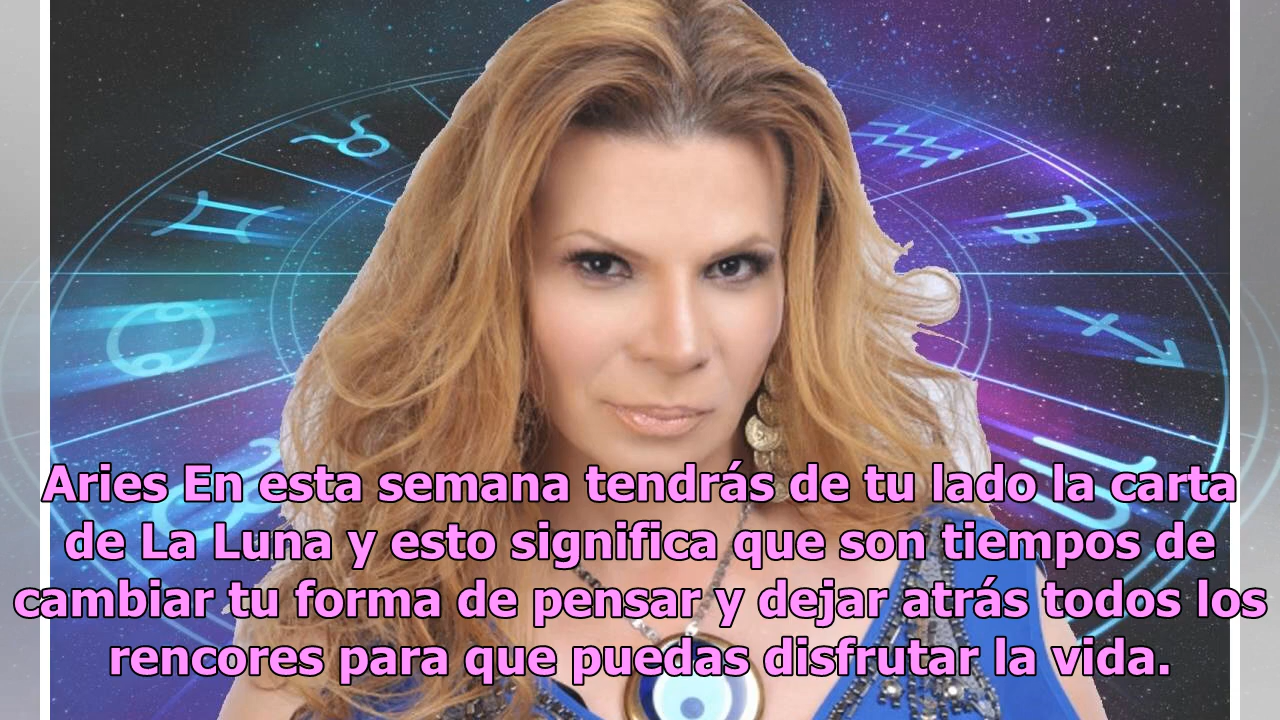 Aries En esta semana tendrás de tu lado la carta
de La Luna y esto significa que son tiempos de
cambiar tu forma de pensar y dejar atrás todos los
rencores para que puedas disfrutar la vida.